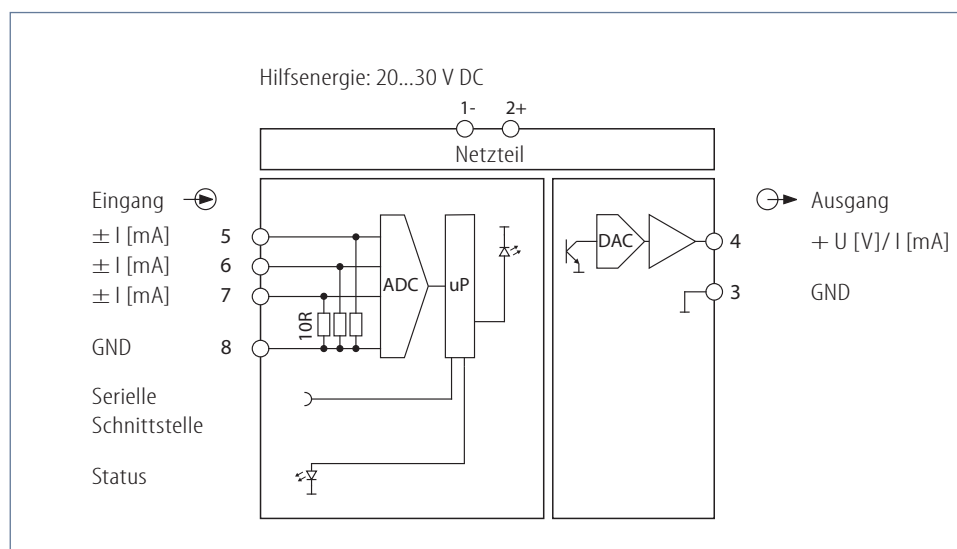 Hilfsenergie: 20...30 V DC
1- 2+
Netzteil
Eingang
Ausgang
± I [mA] 5
± I [mA] 6
± I [mA] 7
GND 8
10R
ADC
uP
DAC
4 + U [V]/ I [mA]
3 GND
Serielle
Schnittstelle
Status